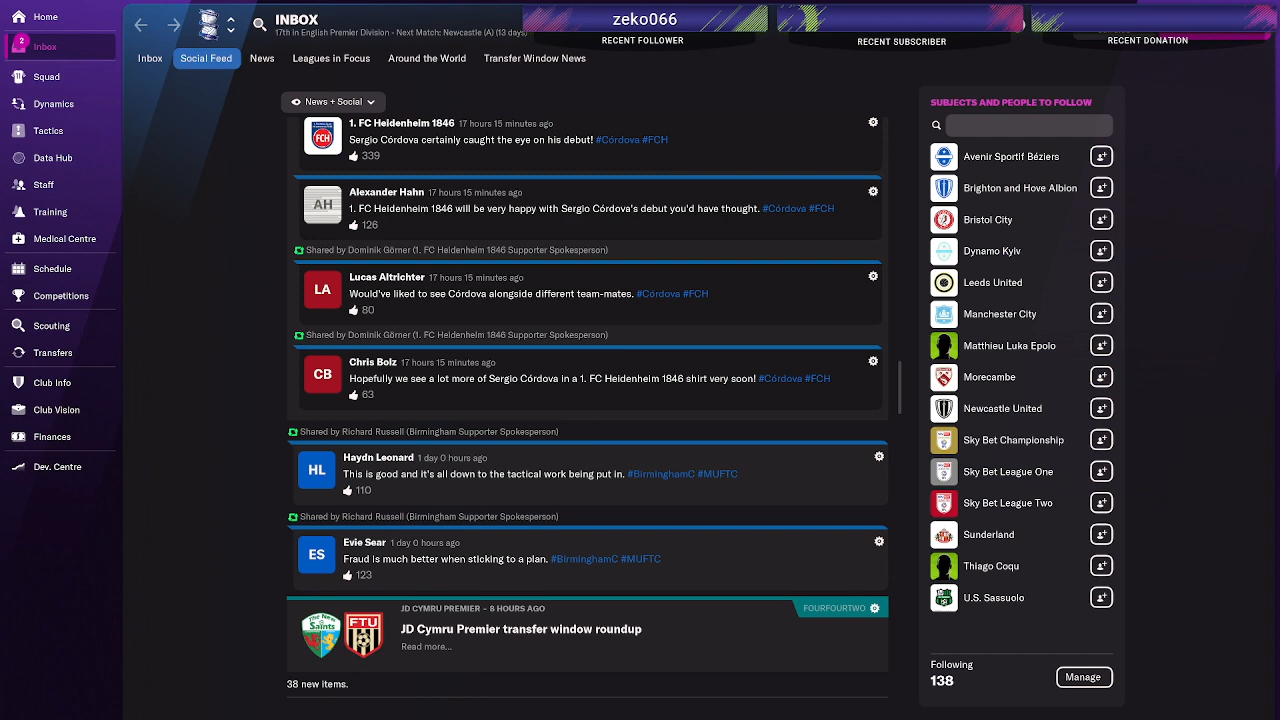 Home
2
Inbox
Squad
Dynamics
Tactics
Data Hub
Staff
Training
Medical Centre
Schedule
Competitions
Scouting
Transfers
Club Info
Club Vision
Finances
Dev. Centre
INBOX
17th in English Premier Division - Next Match: Newcastle (A) (13 days)
zeko066
RECENT FOLLOWER
RECENT SUBSCRIBER
RECENT DONATION
Inbox
Social Feed
News
Leagues in Focus
Around the World
Transfer Window News
News + Social
FCH
1. FC Heidenheim 1846 17 hours 15 minutes ago
Sergio Córdova certainly caught the eye on his debut! #Córdova #FCH
339
AH
Alexander Hahn 17 hours 15 minutes ago
1. FC Heidenheim 1846 will be very happy with Sergio Córdova's debut you'd have thought. #Córdova #FCH
126
Shared by Dominik Görner (1. FC Heidenheim 1846 Supporter Spokesperson)
LA
Lucas Altrichter 17 hours 15 minutes ago
Would've liked to see Córdova alongside different team-mates. #Córdova #FCH
80
Shared by Dominik Görner (1. FC Heidenheim 1846 Supporter Spokesperson)
CB
Chris Bolz 17 hours 15 minutes ago
Hopefully we see a lot more of Sergio Córdova in a 1. FC Heidenheim 1846 shirt very soon! #Córdova #FCH
63
Shared by Richard Russell (Birmingham Supporter Spokesperson)
HL
Haydn Leonard 1 day 0 hours ago
This is good and it's all down to the tactical work being put in. #BirminghamC #MUFTC
110
Shared by Richard Russell (Birmingham Supporter Spokesperson)
ES
Evie Sear 1 day 0 hours ago
Fraud is much better when sticking to a plan. #BirminghamC #MUFTC
123
Saints
FTU
JD CYMRU PREMIER - 8 HOURS AGO
FOURFOURTWO
JD Cymru Premier transfer window roundup
Read more...
38 new items.
SUBJECTS AND PEOPLE TO FOLLOW
Avenir Sportif Béziers
Brighton and Hove Albion
Bristol City
Dynamo Kyiv
Leeds United
Manchester City
Matthieu Luka Epolo
Morecambe
Newcastle United
Sky Bet Championship
Sky Bet League One
Sky Bet League Two
Sunderland
Thiago Coqu
U.S. Sassuolo
Following
138
Manage